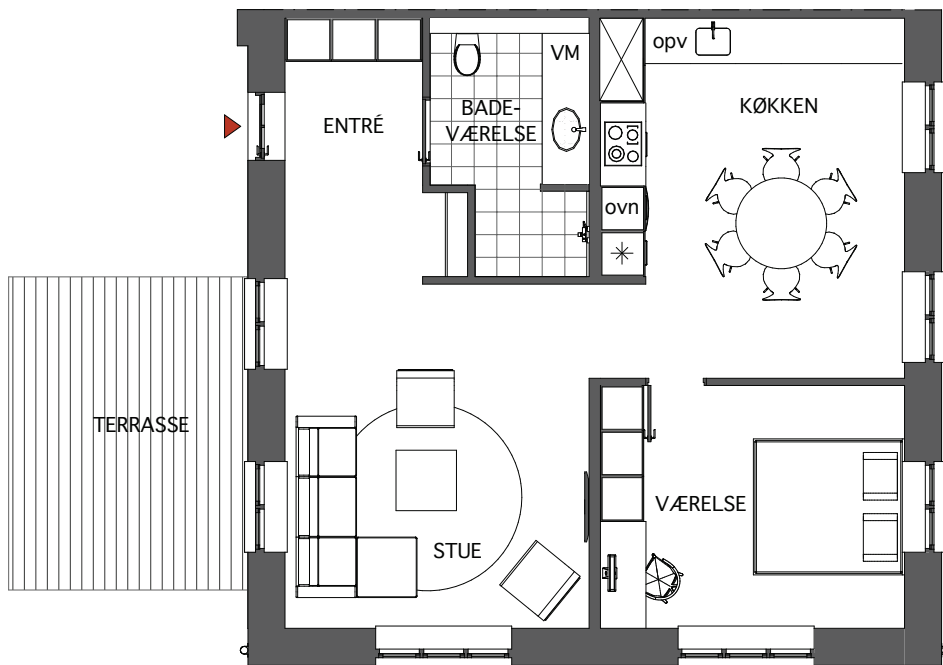 opv
VM
KØKKEN
BADE-
VÆRELSE
ENTRÉ
ovn
TERRASSE
VÆRELSE
STUE